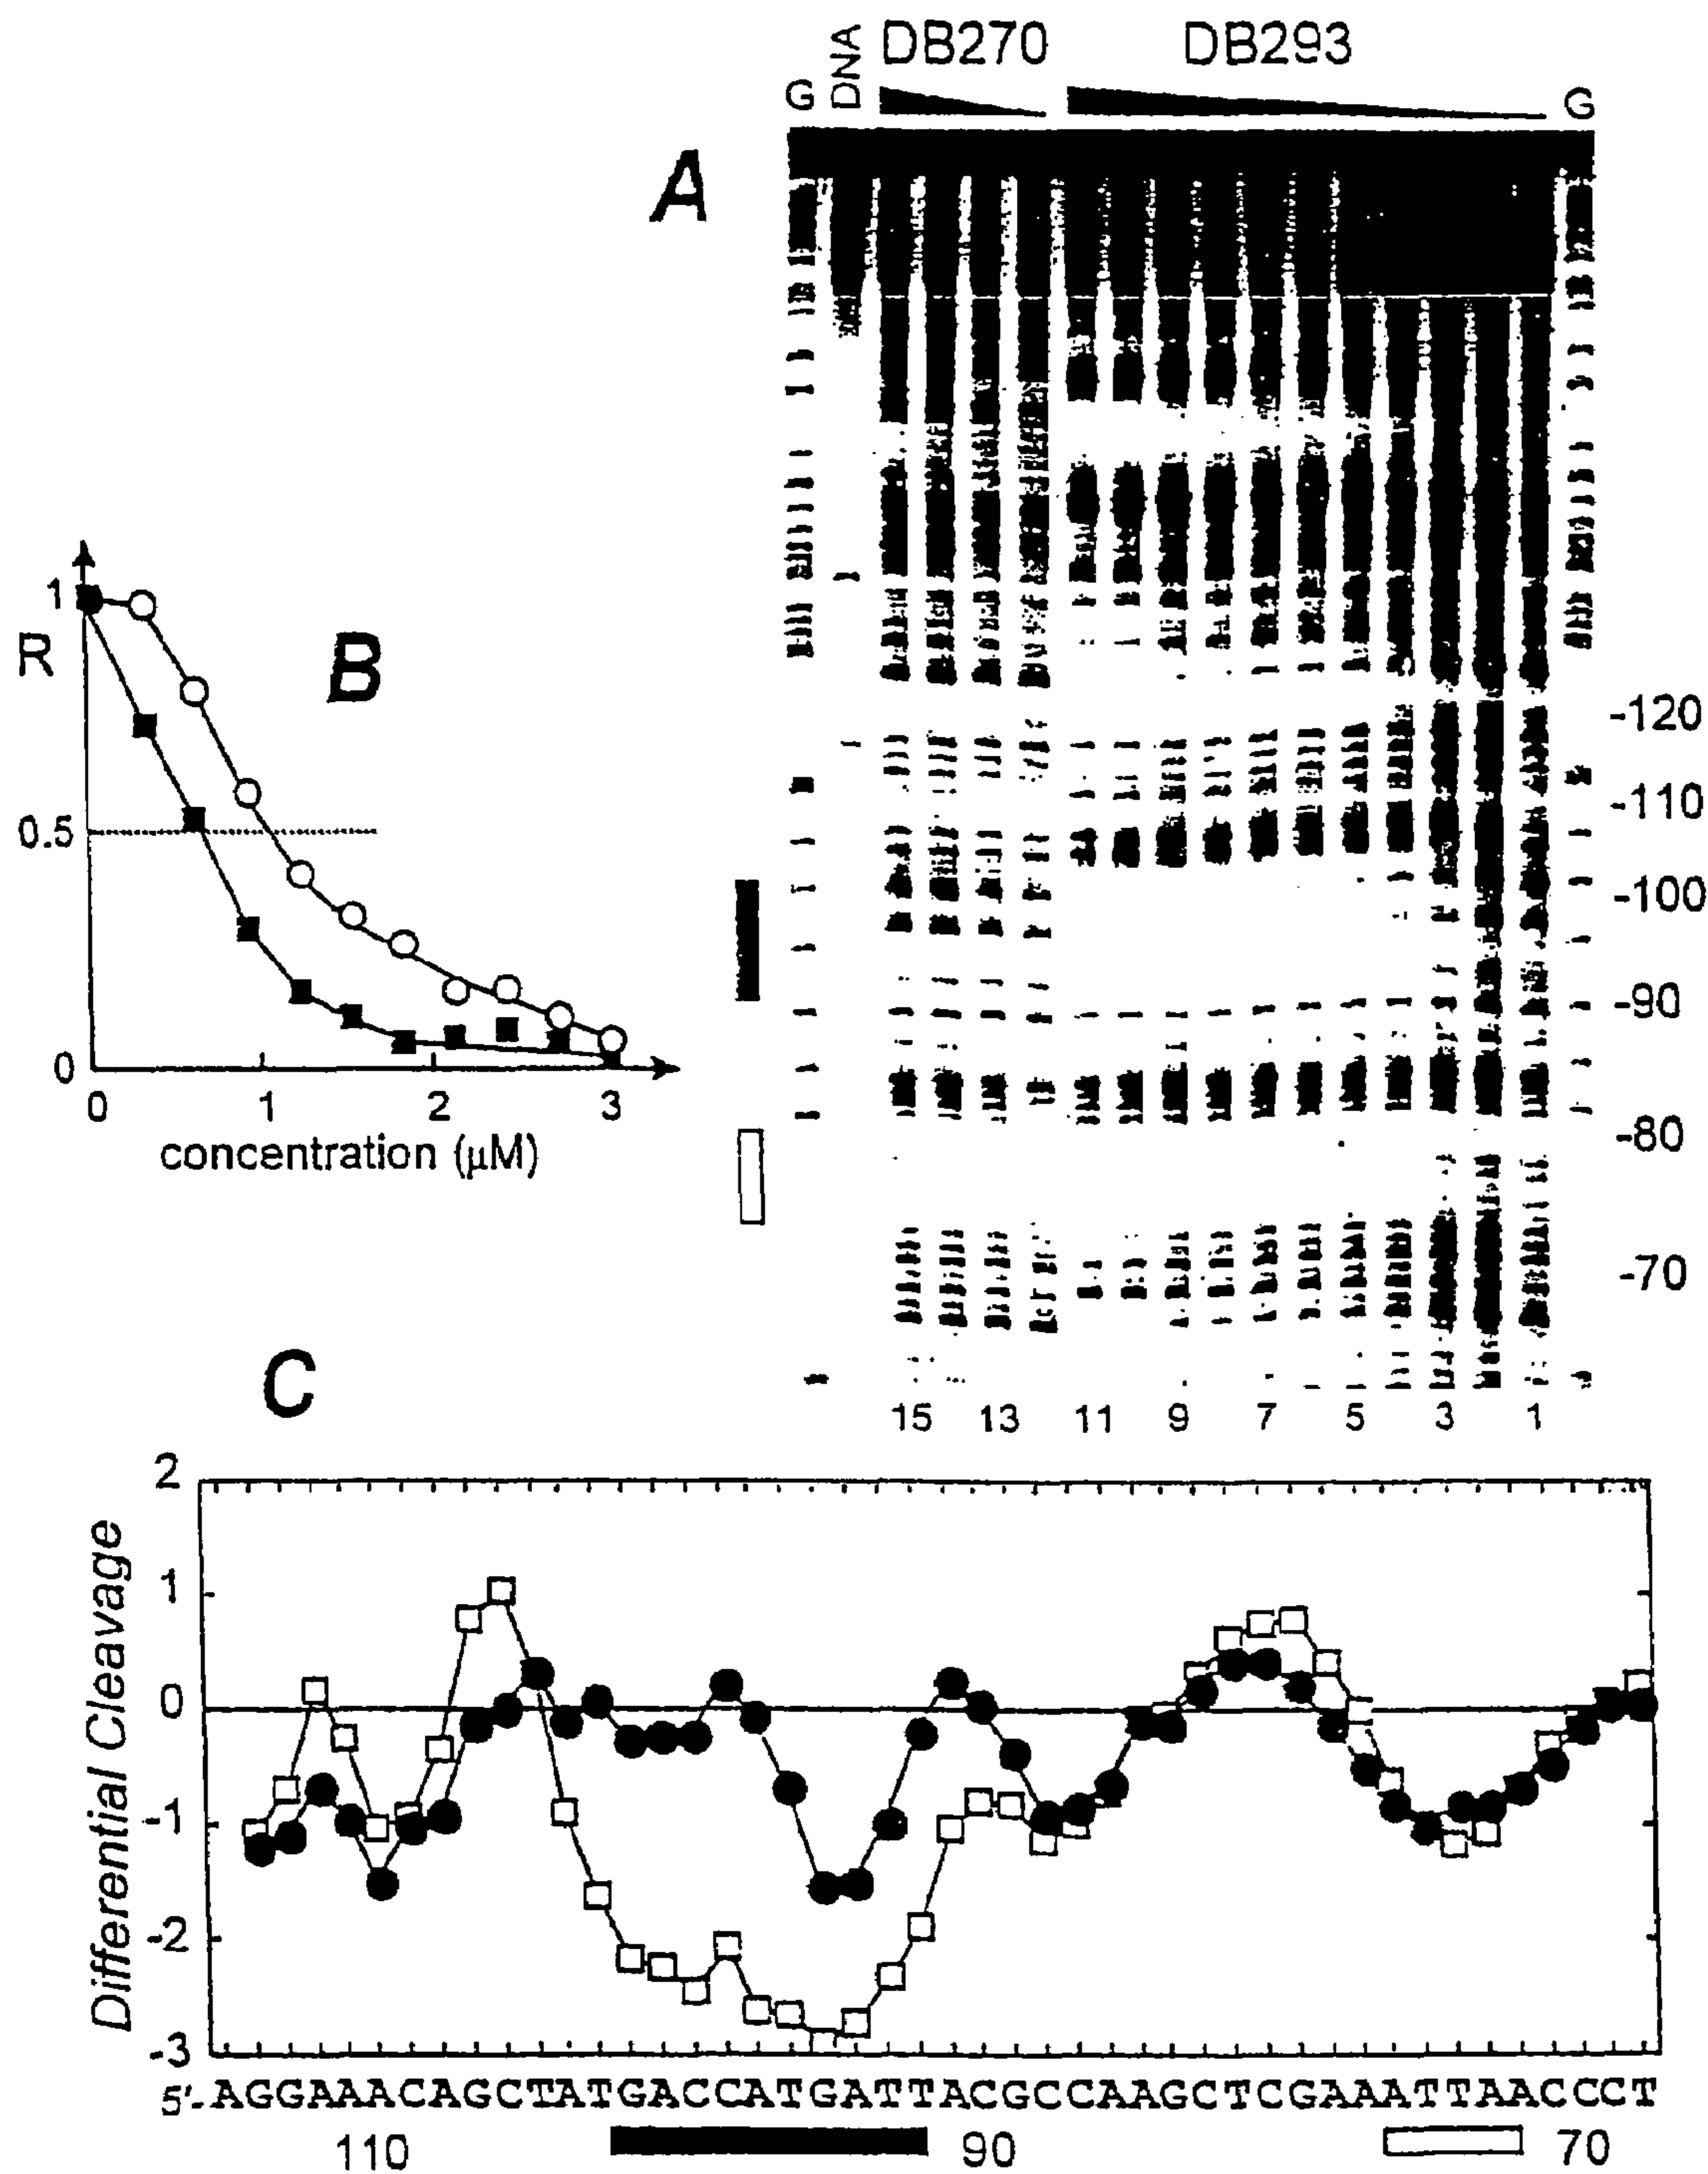 DB270 DB293
G DNA G
A
-120
-110
-100
-90
-80
-70
15 13 11 9 7 5 3 1
B
R
1
0.5
0
0 1 2 3
concentration (μM)
C
Differential Cleavage
2
1
0
-1
-2
-3
5'-AGGAAACAGCTATGACCATGATTACGCCAAGCTCGAAATTAACCCCT
110 90 70